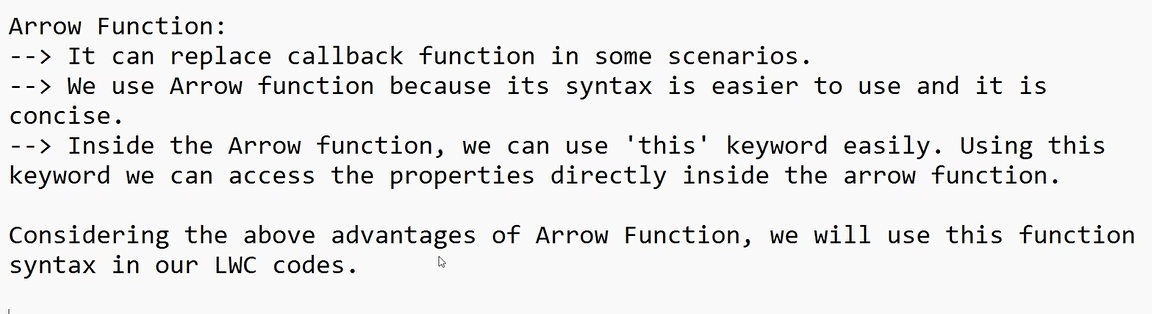 Arrow Function:
--> It can replace callback function in some scenarios.
--> We use Arrow function because its syntax is easier to use and it is
concise.
--> Inside the Arrow function, we can use 'this' keyword easily. Using this
keyword we can access the properties directly inside the arrow function.
Considering the above advantages of Arrow Function, we will use this function
syntax in our LWC codes.